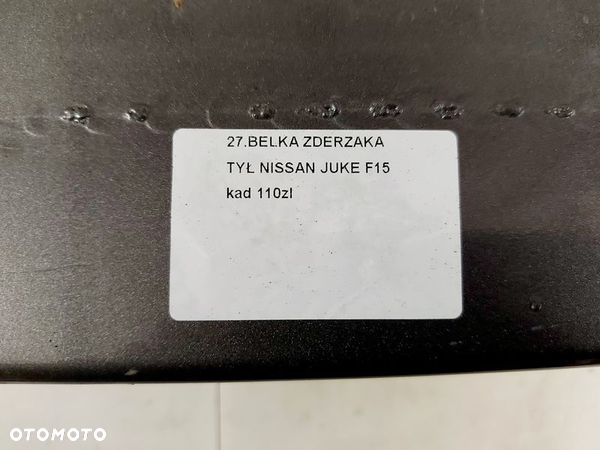 27.BELKA ZDERZAKA
TYŁ NISSAN JUKE F15
kad 110zl
OTOMOTO